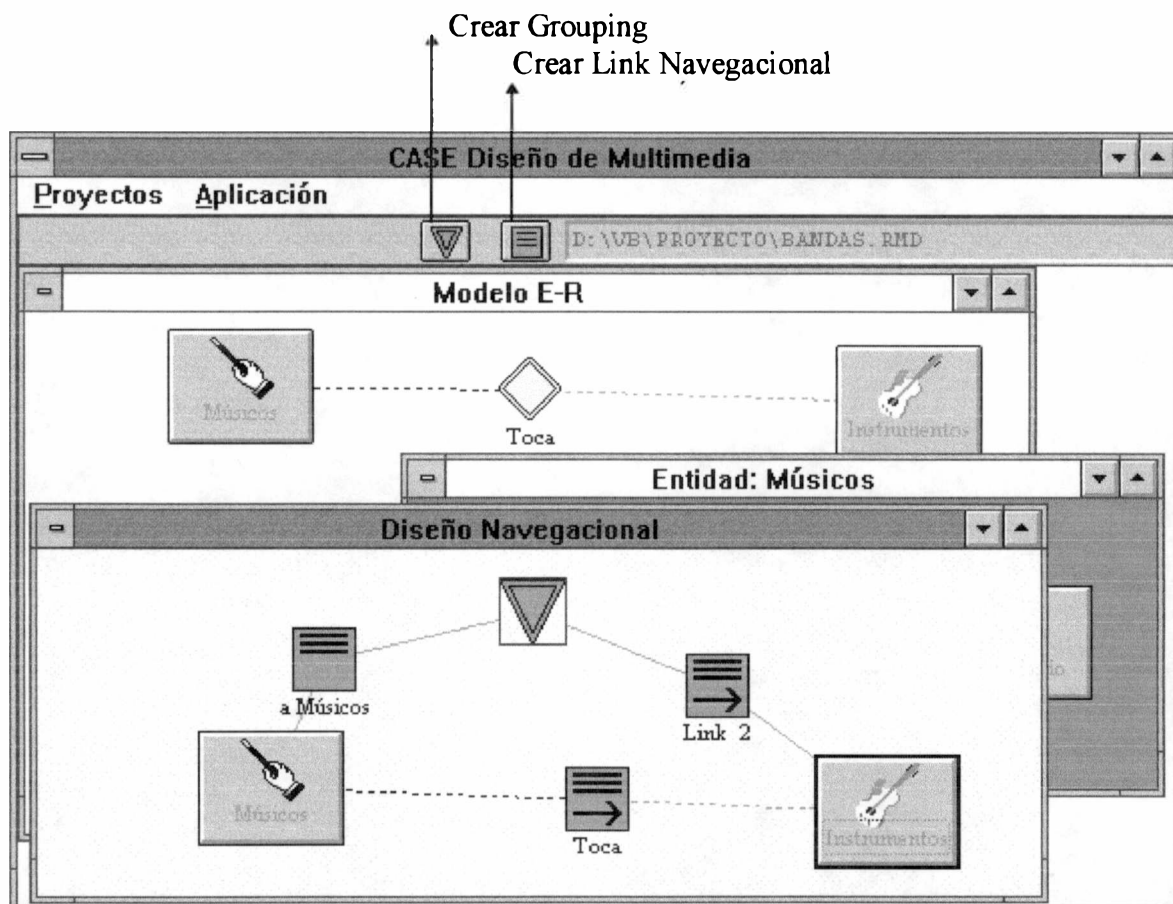 Crear Grouping
Crear Link Navegacional
CASE Diseño de Multimedia
Proyectos Aplicación
D:\VB\PROYECTO\BANDAS.RMD
Modelo E-R
Músicos
Toca
Instrumentos
Entidad: Músicos
Diseño Navegacional
a Músicos
Link 2
Músicos
Toca
Instrumentos